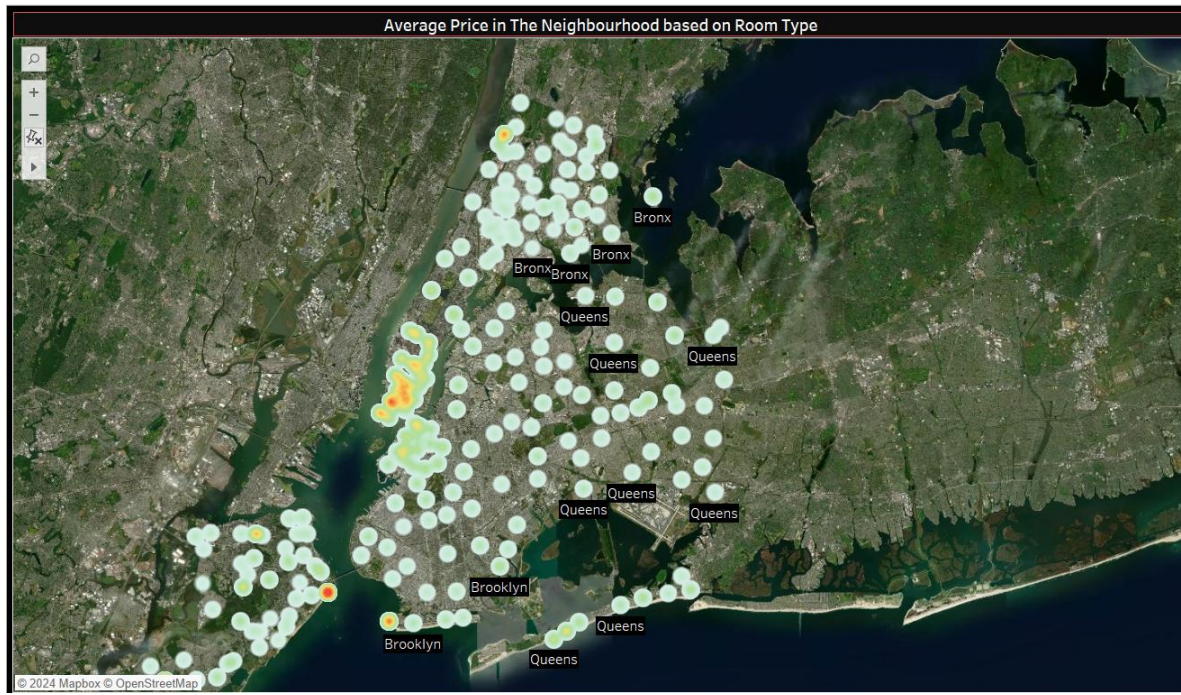 Average Price in The Neighbourhood based on Room Type
Bronx
Bronx
Bronx
Bronx
Queens
Queens
Queens
Queens
Queens
Queens
Brooklyn
Queens
Brooklyn
Queens
© 2024 Mapbox © OpenStreetMap